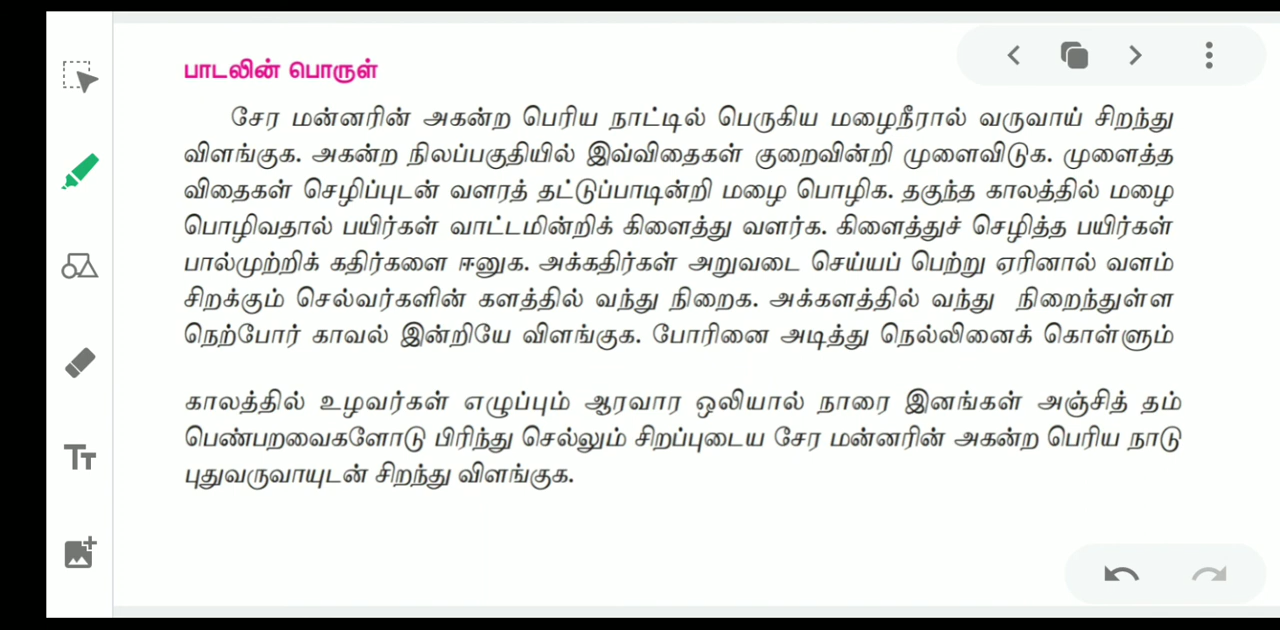 பாடலின் பொருள்
சேர மன்னரின் அகன்ற பெரிய நாட்டில் பெருகிய மழைநீரால் வருவாய் சிறந்து
விளங்குக. அகன்ற நிலப்பகுதியில் இவ்விதைகள் குறைவின்றி முளைவிடுக. முளைத்த
விதைகள் செழிப்புடன் வளரத் தட்டுப்பாடின்றி மழை பொழிக. தகுந்த காலத்தில் மழை
பொழிவதால் பயிர்கள் வாட்டமின்றிக் கிளைத்து வளர்க. கிளைத்துச் செழித்த பயிர்கள்
பால்முற்றிக் கதிர்களை ஈனுக. அக்கதிர்கள் அறுவடை செய்யப் பெற்று ஏரினால் வளம்
சிறக்கும் செல்வர்களின் களத்தில் வந்து நிறைக. அக்களத்தில் வந்து நிறைந்துள்ள
நெற்போர் காவல் இன்றியே விளங்குக. போரினை அடித்து நெல்லினைக் கொள்ளும்
காலத்தில் உழவர்கள் எழுப்பும் ஆரவார ஒலியால் நாரை இனங்கள் அஞ்சித் தம்
பெண்பறவைகளோடு பிரிந்து செல்லும் சிறப்புடைய சேர மன்னரின் அகன்ற பெரிய நாடு
புதுவருவாயுடன் சிறந்து விளங்குக.
TT